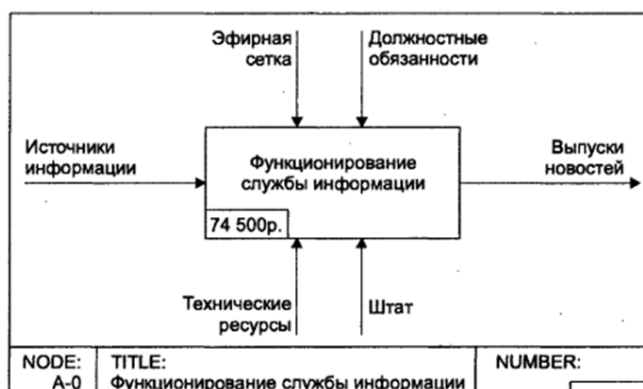 Эфирная
сетка
Должностные
обязанности
Источники
информации
Функционирование
службы информации
Выпуски
новостей
74 500р.
Технические
ресурсы
Штат
NODE:
TITLE:
NUMBER:
A-0
Функционирование службы информации